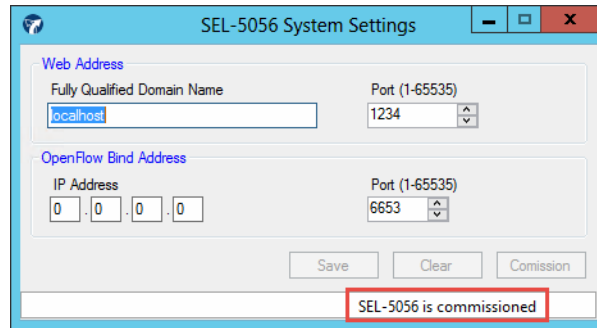 SEL-5056 System Settings
Web Address
Fully Qualified Domain Name Port (1-65535)
localhost 1234
OpenFlow Bind Address
IP Address Port (1-65535)
0 . 0 . 0 . 0 6653
Save Clear Comission
SEL-5056 is commissioned